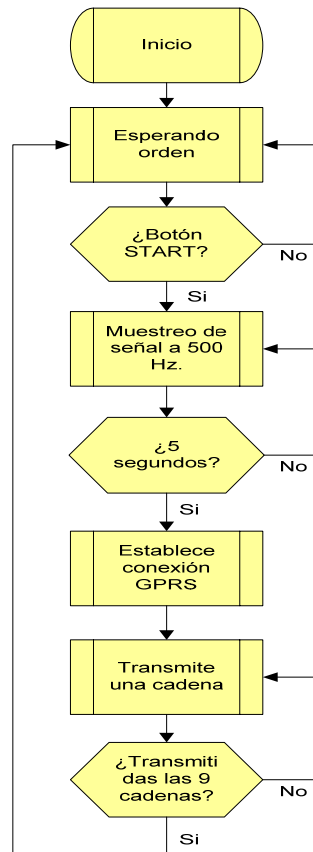 Inicio
Esperando
orden
¿Botón
START?
No
Si
Muestreo de
señal a 500
Hz.
¿5
segundos?
No
Si
Establece
conexión
GPRS
Transmite
una cadena
¿Transmiti
das las 9
cadenas?
No
Si